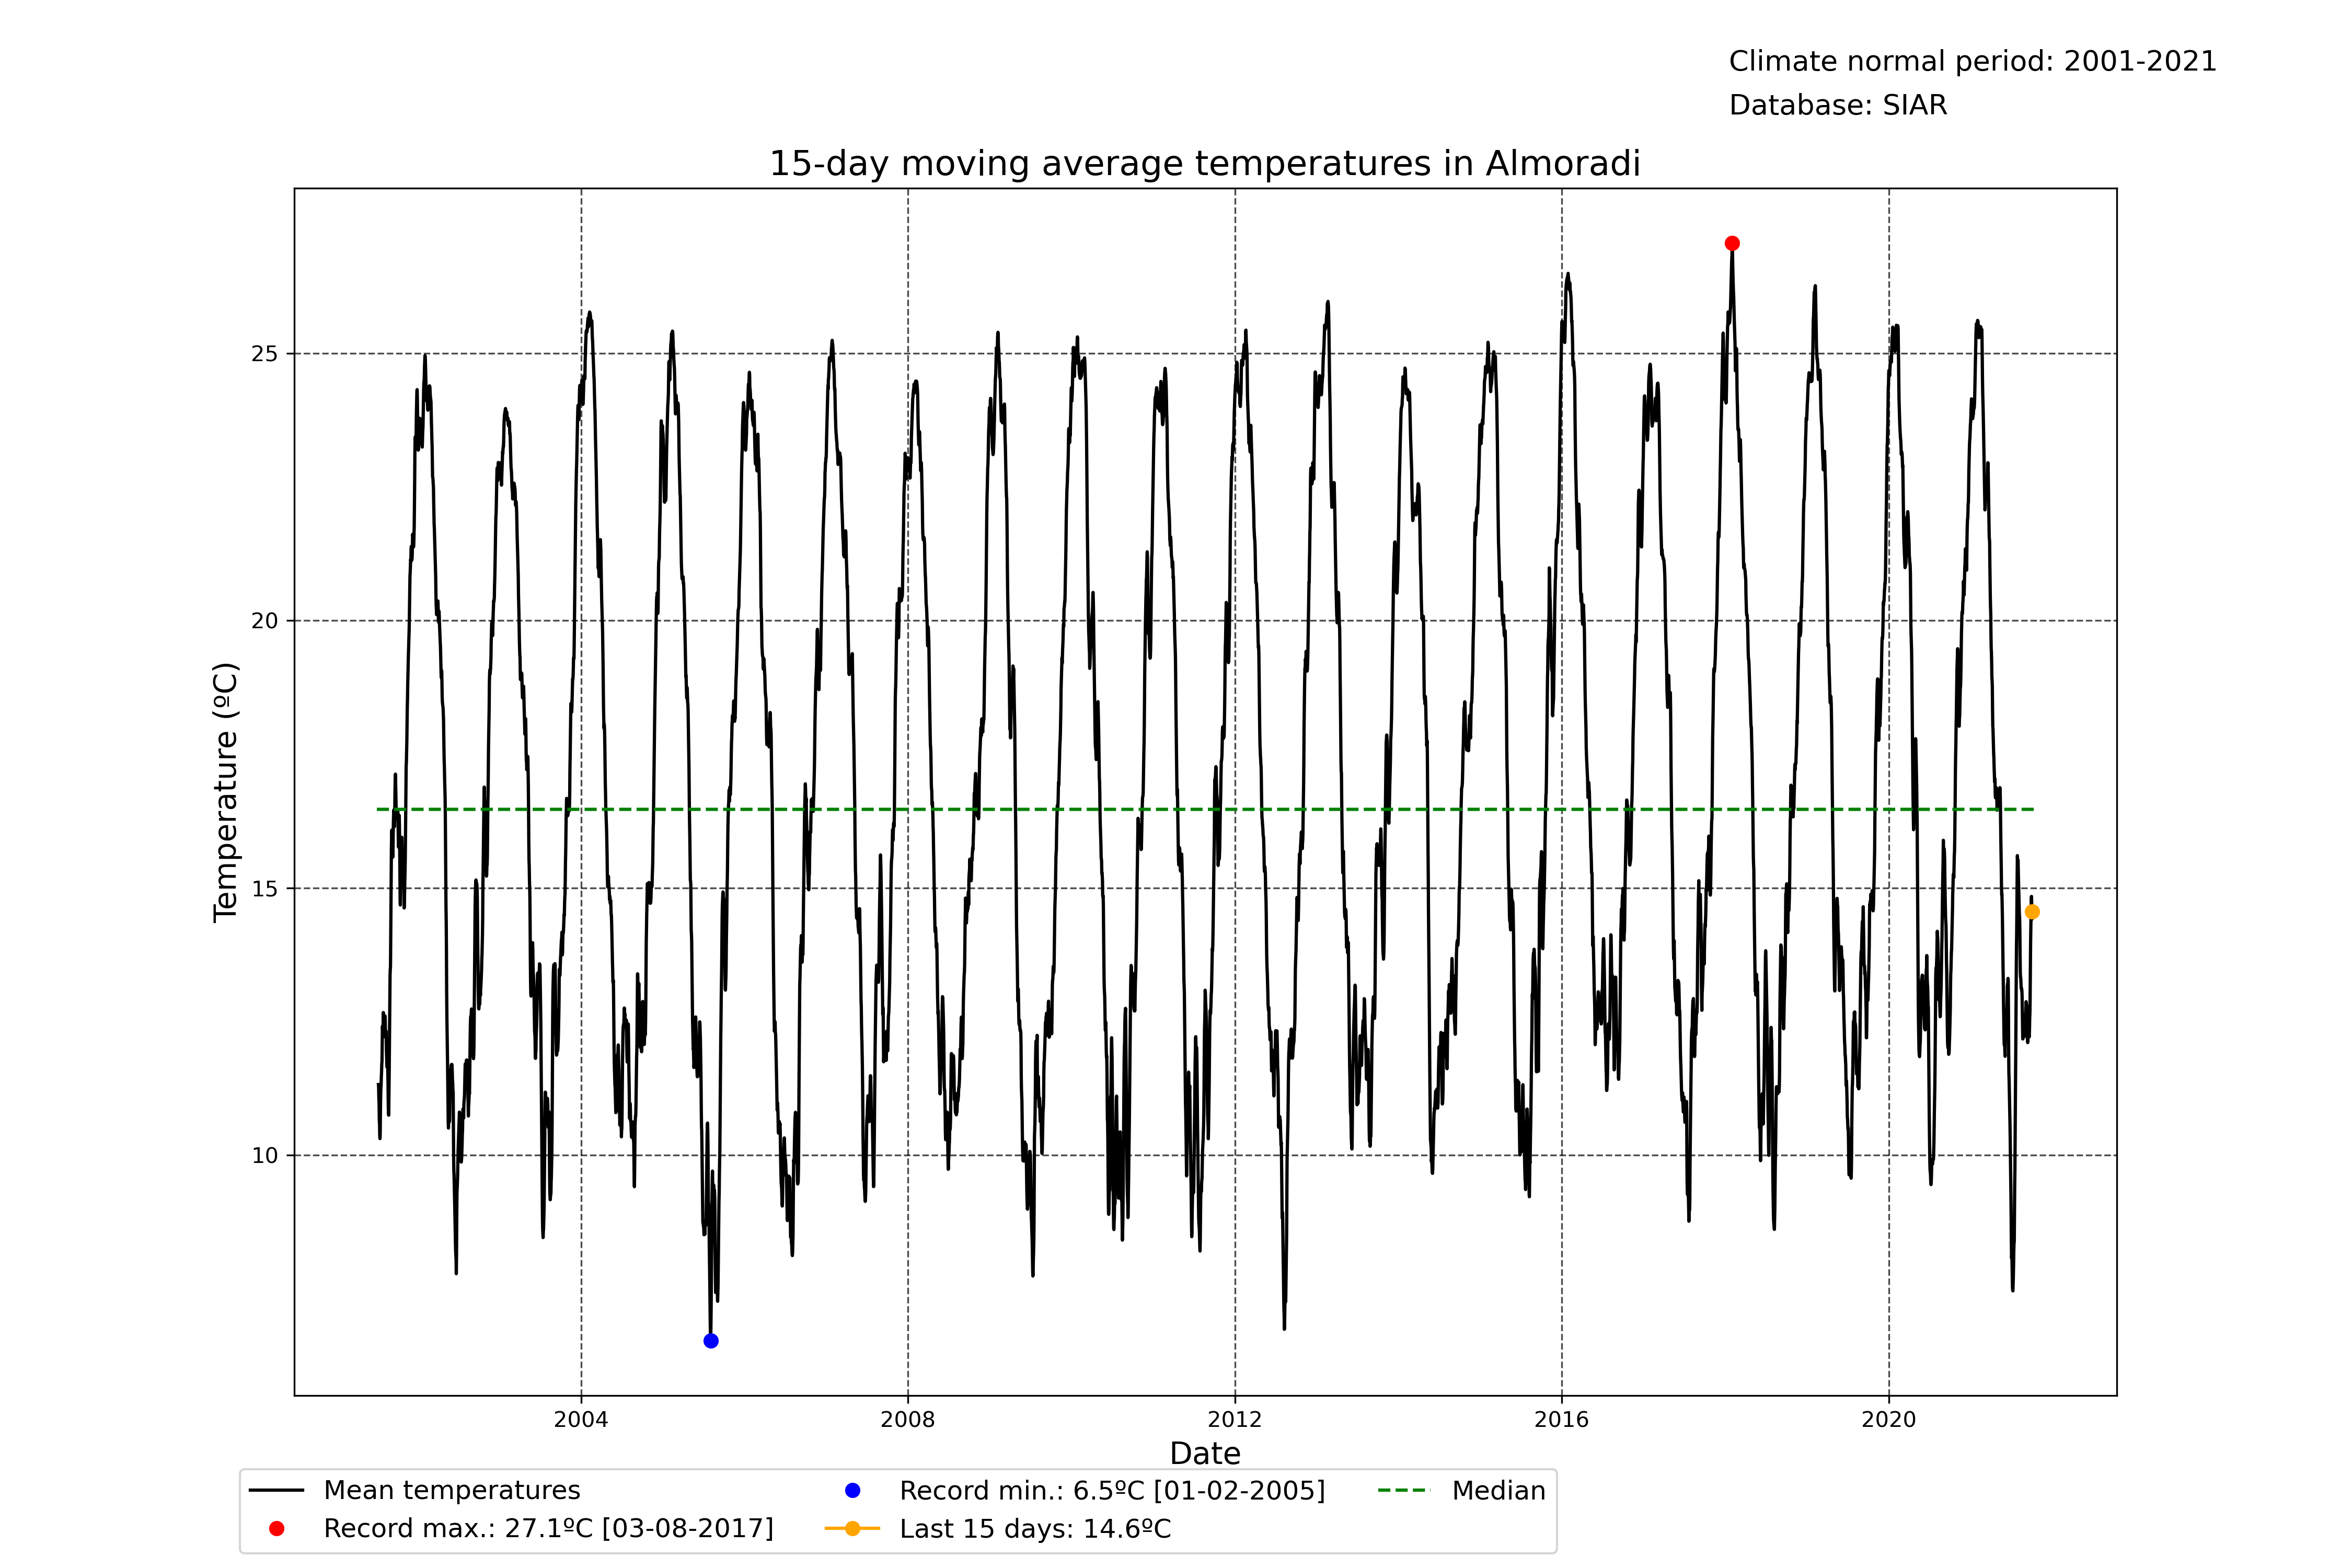 Climate normal period: 2001-2021
Database: SIAR
15-day moving average temperatures in Almoradi
25
20
15
10
Temperature (ºC)
2004 2008 2012 2016 2020
Date
Mean temperatures
Record max.: 27.1ºC [03-08-2017]
Record min.: 6.5ºC [01-02-2005]
Last 15 days: 14.6ºC
Median